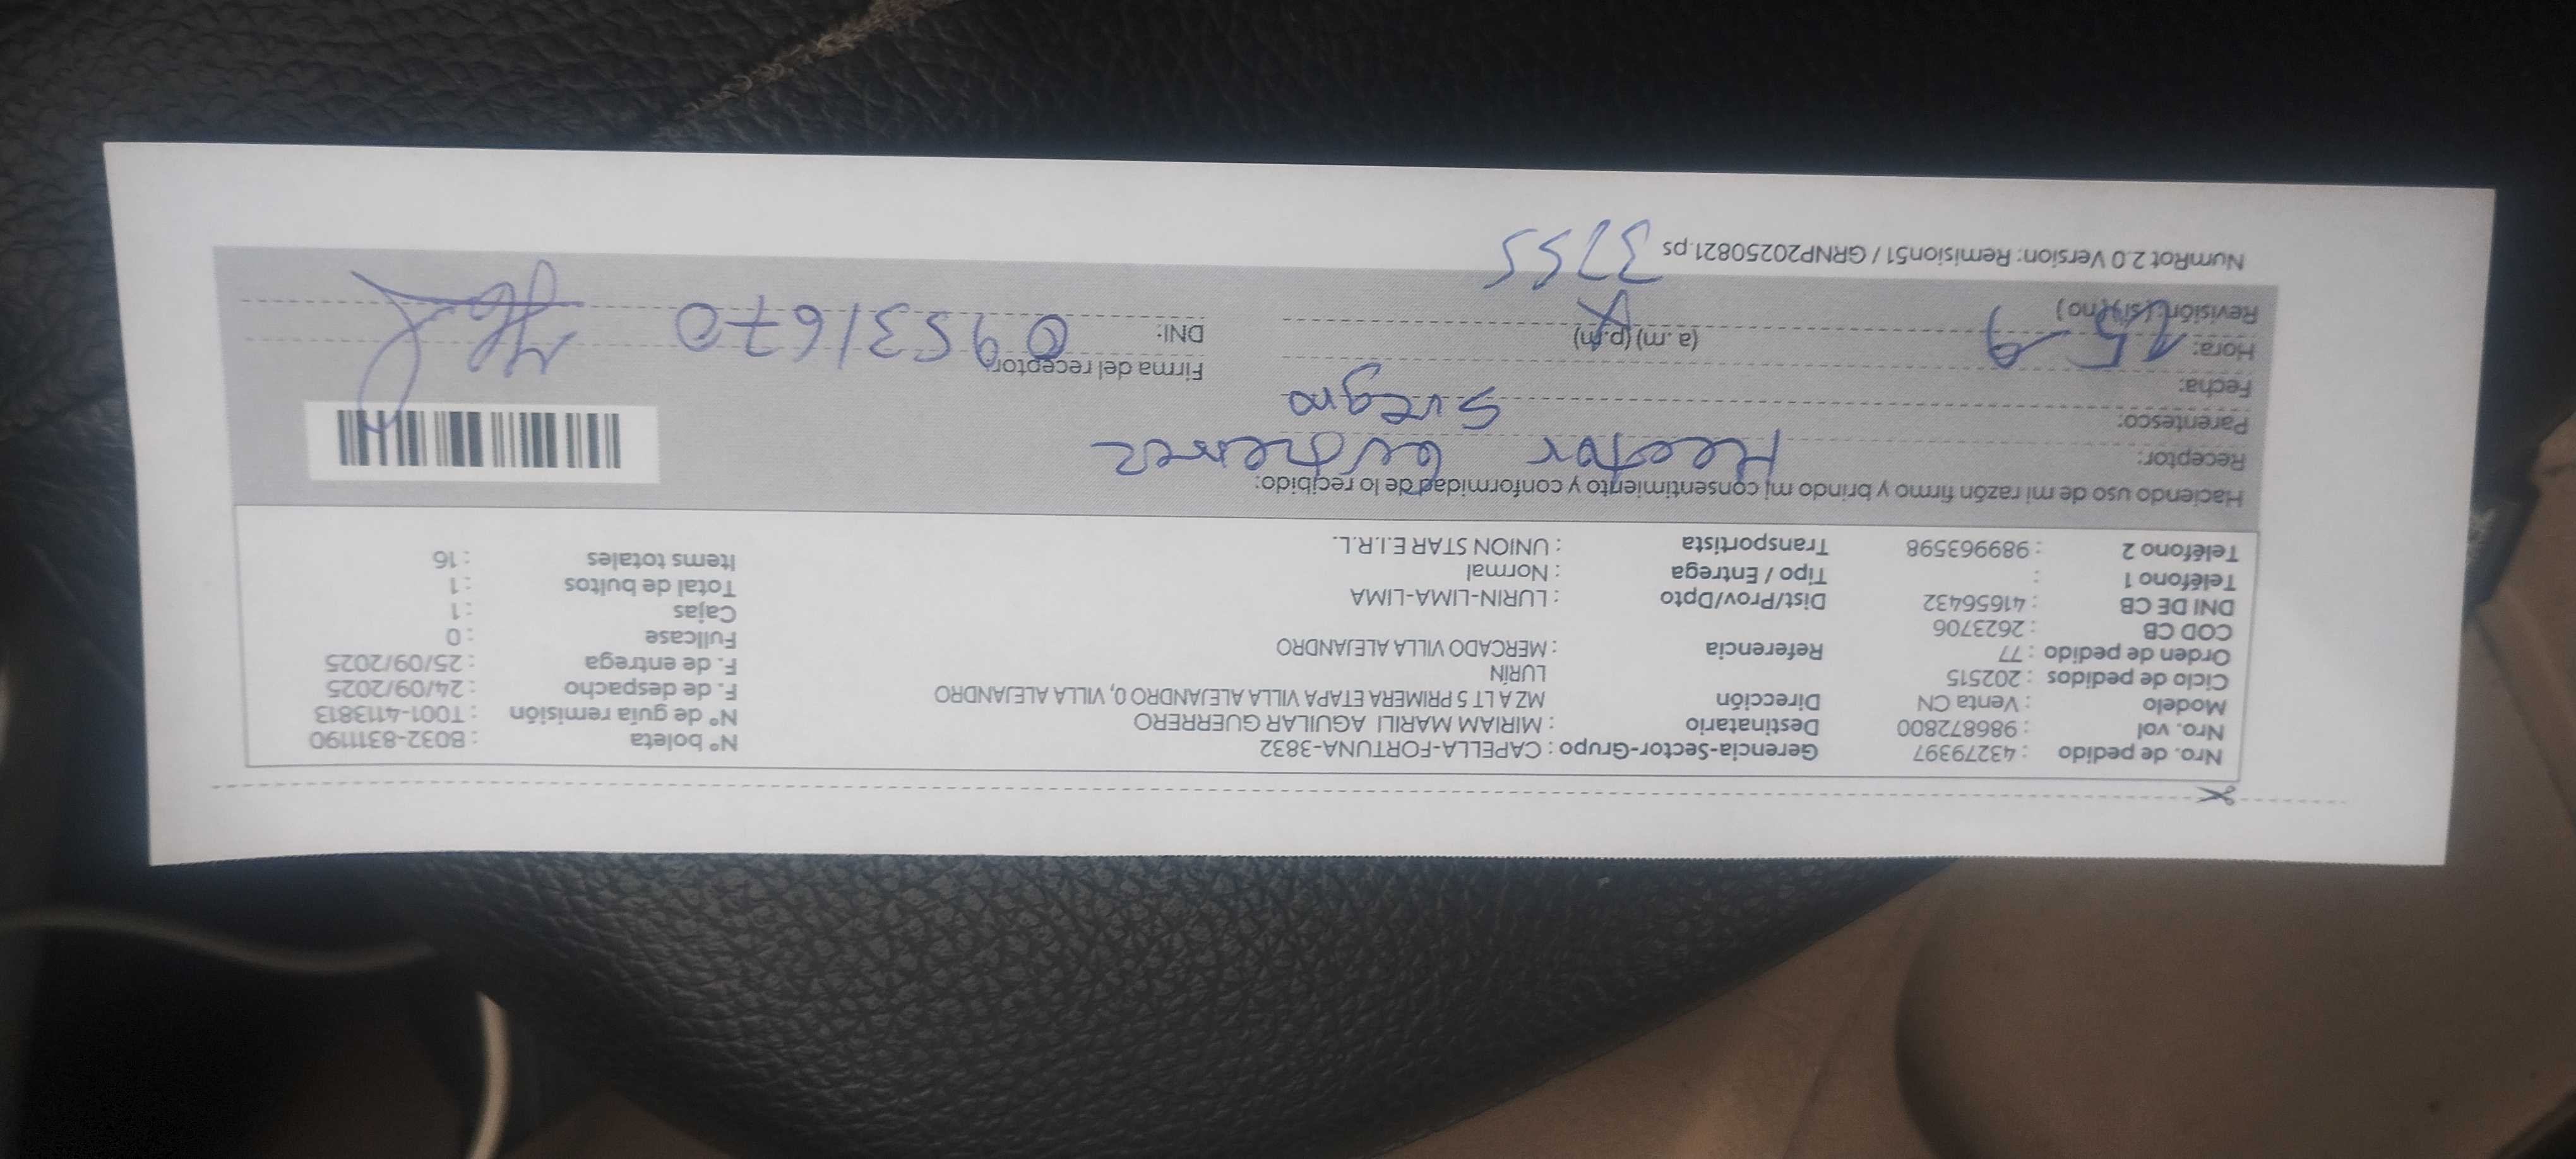 Nro. de pedido : 43279397 Gerencia-Sector-Grupo : CAPELLA-FORTUNA-3832 N° boleta : B032-8311190
Nro. vol : 986872800 Destinatario : MIRIAM MARILI AGUILAR GUERRERO N° de guía remisión : T001-4113813
Modelo : Venta CN Dirección MZ A LT 5 PRIMERA ETAPA VILLA ALEJANDRO 0, VILLA ALEJANDRO F. de despacho : 24/09/2025
Ciclo de pedidos : 202515 LURÍN F. de entrega : 25/09/2025
Orden de pedido : 77 Referencia : MERCADO VILLA ALEJANDRO Fullcase : 0
COD CB : 2623706 Cajas : 1
DNI DE CB : 41656432 Dist/Prov/Dpto : LURIN-LIMA-LIMA Total de bultos : 1
Teléfono 1 : Tipo / Entrega : Normal Items totales : 16
Teléfono 2 : 989963598 Transportista : UNION STAR E.I.R.L.
Haciendo uso de mi razón firmo y brindo mi consentimiento y conformidad de lo recibido:
Receptor: Hector
Parentesco: Suegro
Fecha:
Hora: 15-9 (a.m) (p.m) X
Firma del receptor
DNI: 09531670
Revisión: (si) (no)
NumRot 2.0 Version: Remision51 / GRNP20250821.ps 3755